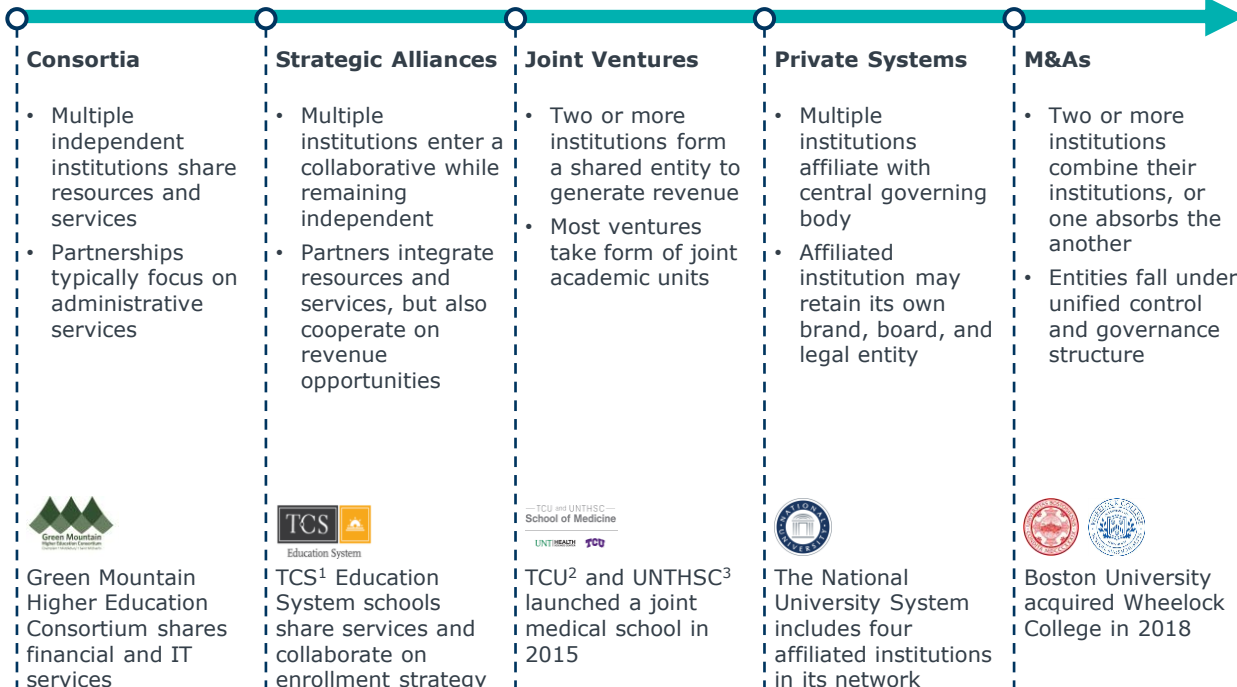 Consortia
• Multiple
independent
institutions share
resources and
services
• Partnerships
typically focus on
administrative
services
Green Mountain
Higher Education Consortium
Green Mountain
Higher Education
Consortium shares
financial and IT
services
Strategic Alliances
• Multiple
institutions enter a
collaborative while
remaining
independent
• Partners integrate
resources and
services, but also
cooperate on
revenue
opportunities
TCS
Education System
TCS¹ Education
System schools
share services and
collaborate on
enrollment strategy
Joint Ventures
• Two or more
institutions form
a shared entity to
generate revenue
• Most ventures
take form of joint
academic units
TCU and UNTHSC
School of Medicine
UNT HEALTH TCU
TCU² and UNTHSC³
launched a joint
medical school in
2015
Private Systems
• Multiple
institutions
affiliate with
central governing
body
• Affiliated
institution may
retain its own
brand, board, and
legal entity
NATIONAL UNIVERSITY
The National
University System
includes four
affiliated institutions
in its network
M&As
• Two or more
institutions
combine their
institutions, or
one absorbs the
another
• Entities fall under
unified control
and governance
structure
Boston University
acquired Wheelock
College in 2018